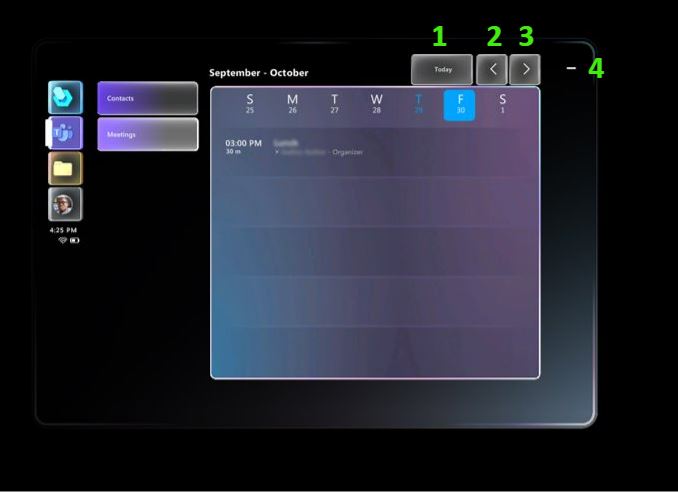 1 2 3
4
September - October
Today
Contacts
Meetings
S M T W T F S
25 26 27 28 29 30 1
03:00 PM
30 m
- Organizer
4:25 PM